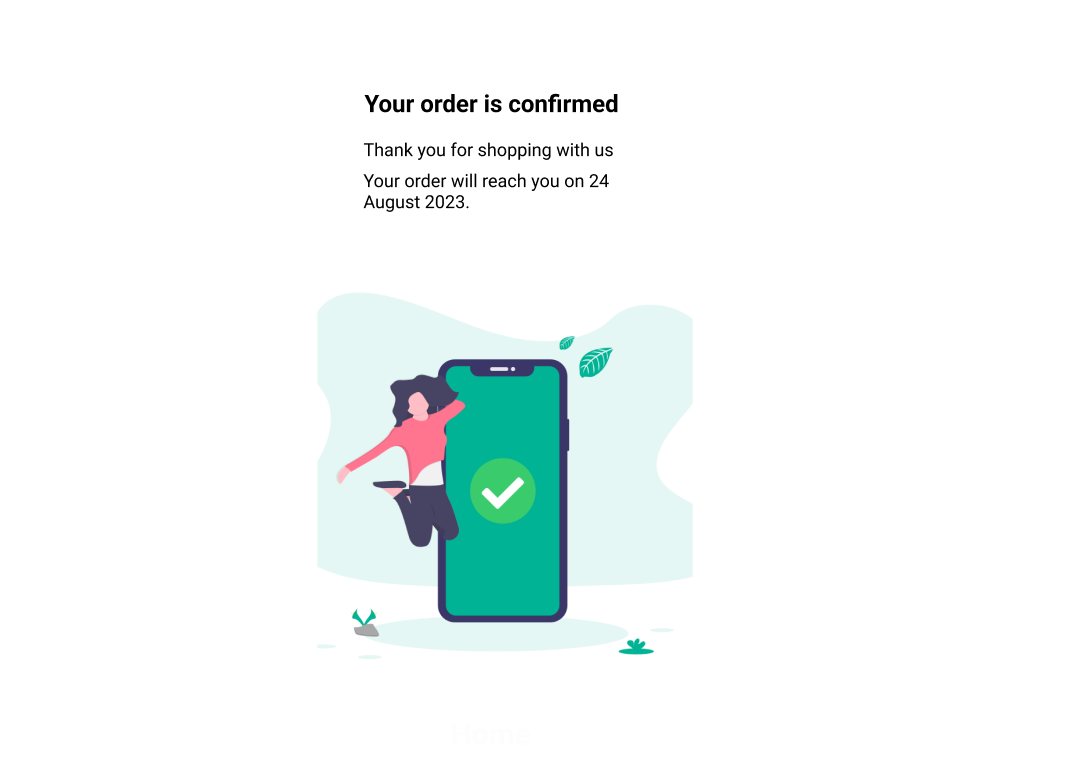 Your order is confirmed
Thank you for shopping with us
Your order will reach you on 24
August 2023.
Home